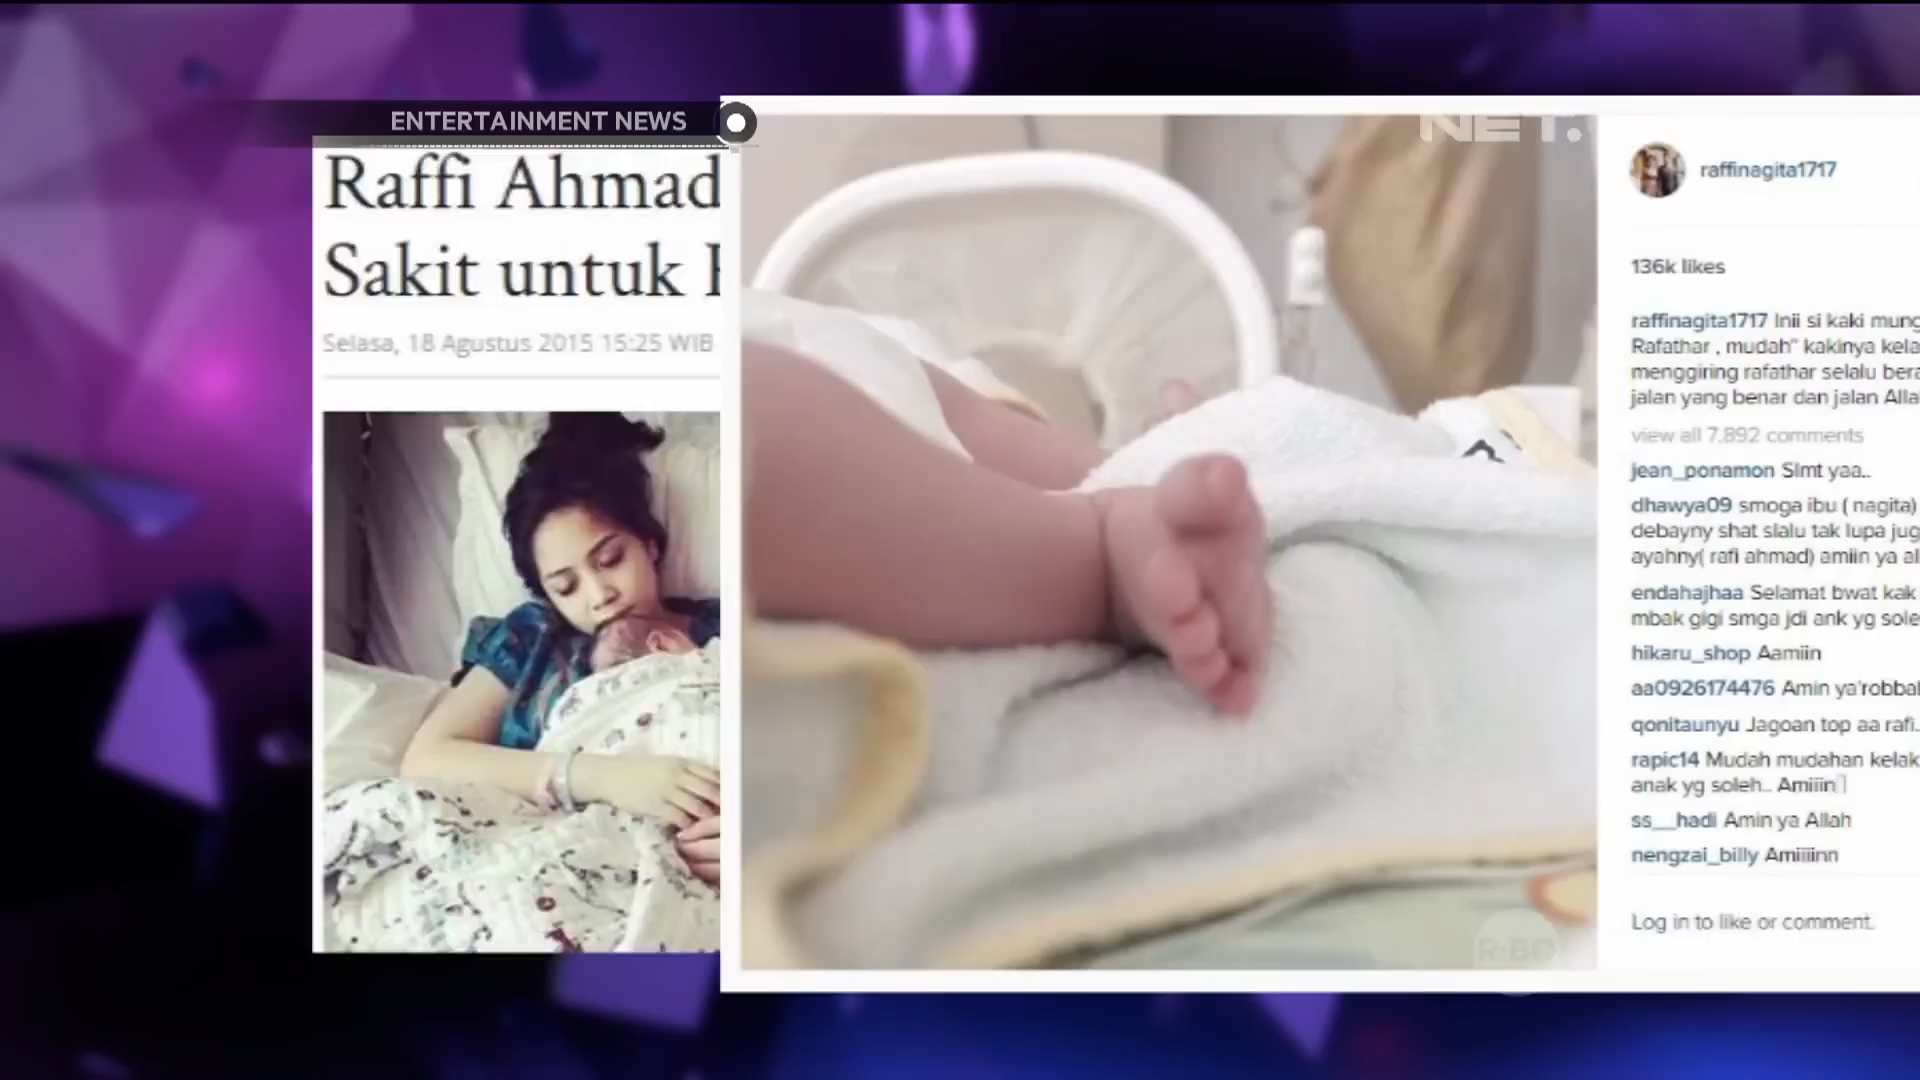 ENTERTAINMENT NEWS
NET.
Raffi Ahmad
Sakit untuk
Selasa, 18 Agustus 2015 15:25 WIB
raffinagita1717
136k likes
raffinagita1717 Inii si kaki mung
Rafathar , mudah" kakinya kela
menggiring rafathar selalu bera
jalan yang benar dan jalan Alla
view all 7,892 comments
jean_ponamon Slmt yaa..
dhawya09 smoga ibu ( nagita)
debayny shat slalu tak lupa jug
ayahny( rafi ahmad) amiin ya al
endahajhaa Selamat bwat kak
mbak gigi smga jdi ank yg sole
hikaru_shop Aamiin
aa0926174476 Amin ya'robbal
qonitaunyu Jagoan top aa rafi.
rapic14 Mudah mudahan kelak
anak yg soleh.. Amiiin
ss__hadi Amin ya Allah
nengzai_billy Amiiiinn
Log in to like or comment.